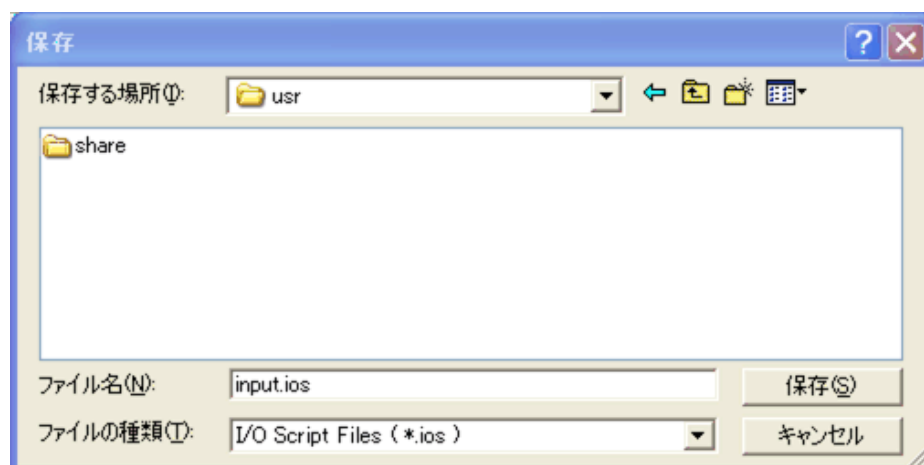 保存
保存する場所(I): usr
share
ファイル名(N): input.ios 保存(S)
ファイルの種類(T): I/O Script Files ( *.ios ) キャンセル